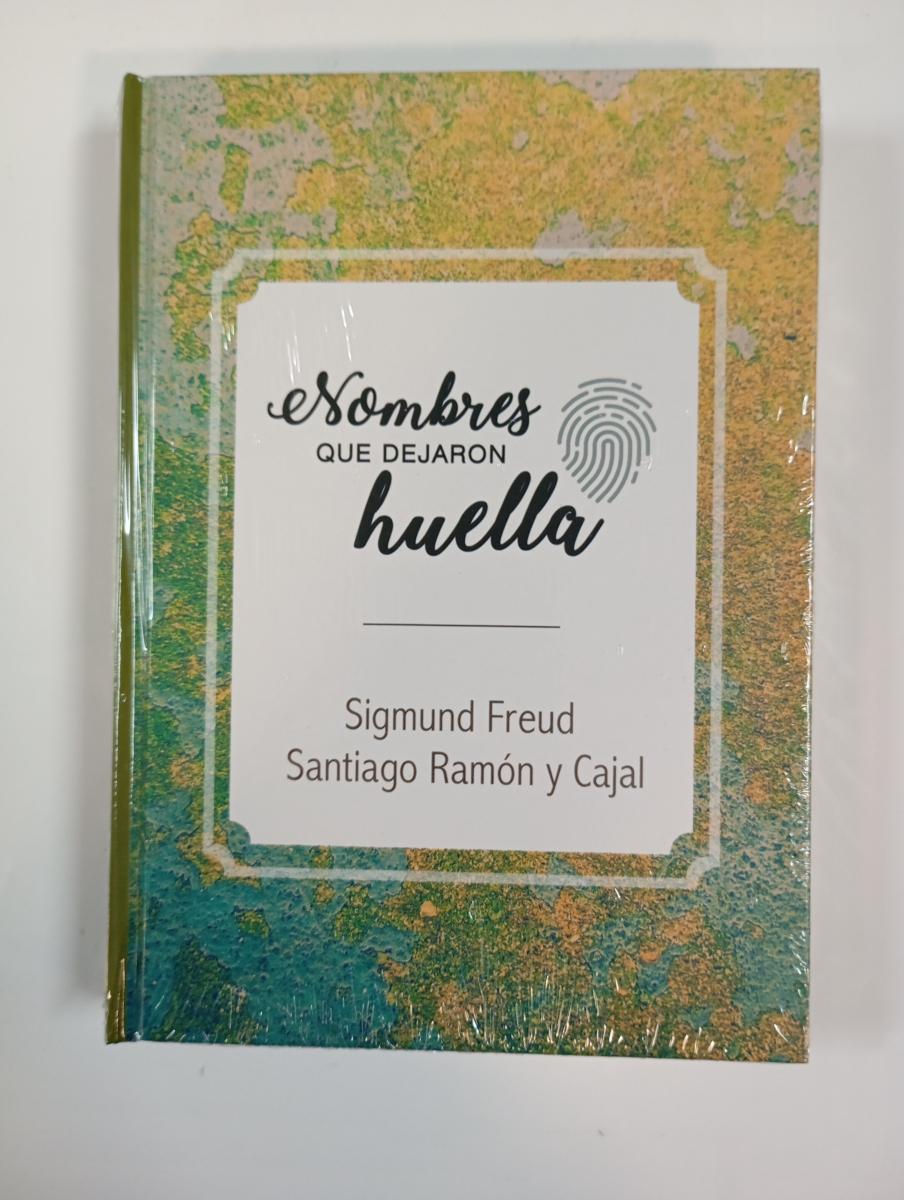 Nombres
QUE DEJARON
huella
Sigmund Freud
Santiago Ramón y Cajal